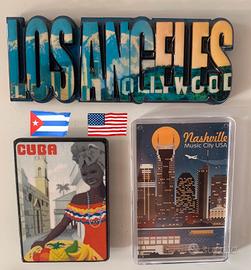 LOS ANGELES
HOLLYWOOD
CUBA
Nashville
Music City USA